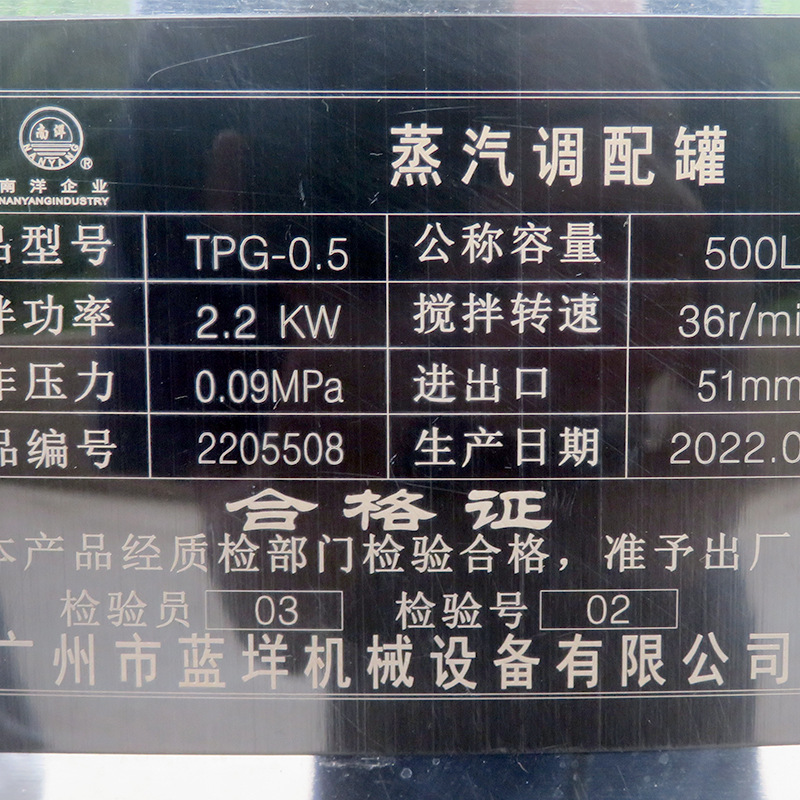 南洋
NANYANG
®
南洋企业
NANYANGINDUSTRY
蒸汽调配罐
品型号 TPG-0.5 公称容量 500L
拌功率 2.2 KW 搅拌转速 36r/mi
作压力 0.09MPa 进出口 51mm
品编号 2205508 生产日期 2022.0
合格证
本产品经质检部门检验合格，准予出厂
检验员 03 检验号 02
广州市蓝垟机械设备有限公司